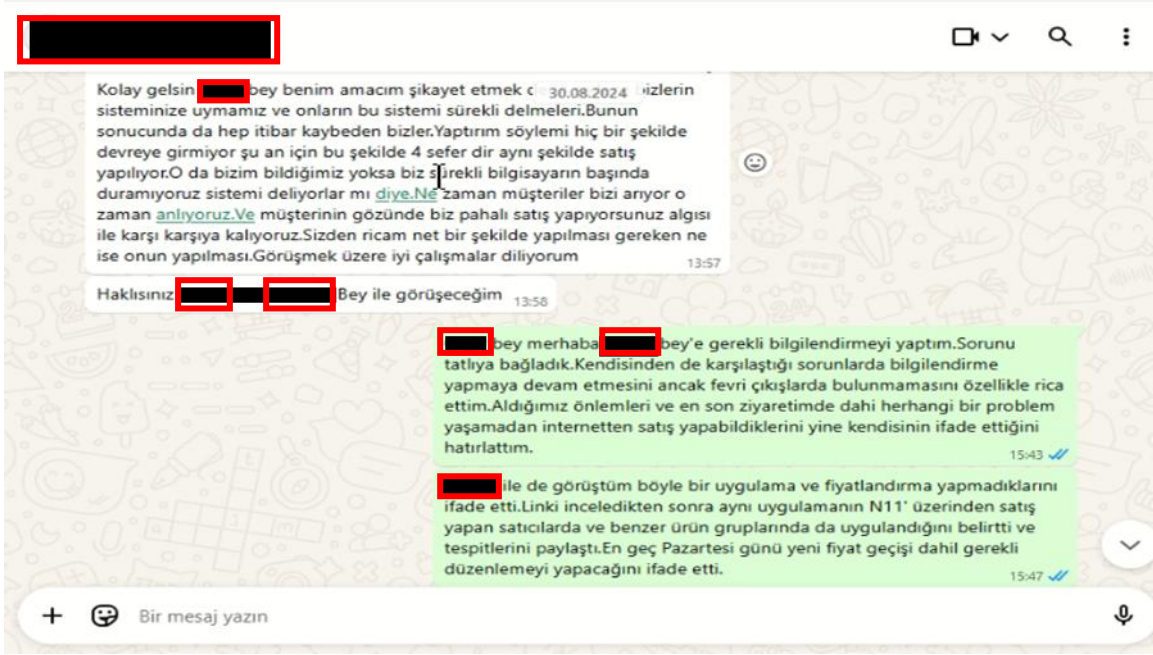 Kolay gelsin bey benim amacım şikayet etmek 30.08.2024 izlerin
sisteminize uymamız ve onların bu sistemi sürekli delmeleri.Bunun
sonucunda da hep itibar kaybeden bizler.Yaptırım söylemi hiç bir şekilde
devreye girmiyor şu an için bu şekilde 4 sefer dir aynı şekilde satış
yapılıyor.O da bizim bildiğimiz yoksa biz sürekli bilgisayarın başında
duramıyoruz sistemi deliyorlar mı diye.Ne zaman müşteriler bizi arıyor o
zaman anlıyoruz.Ve müşterinin gözünde biz pahalı satış yapıyorsunuz algısı
ile karşı karşıya kalıyoruz.Sizden ricam net bir şekilde yapılması gereken ne
ise onun yapılması.Görüşmek üzere iyi çalışmalar diliyorum
13:57
Haklısınız Bey ile görüşeceğim 13:58
bey merhaba bey'e gerekli bilgilendirmeyi yaptım.Sorunu
tatlıya bağladık.Kendisinden de karşılaştığı sorunlarda bilgilendirme
yapmaya devam etmesini ancak fevri çıkışlarda bulunmamasını özellikle rica
ettim.Aldığımız önlemleri ve en son ziyaretimde dahi herhangi bir problem
yaşamadan internetten satış yapabildiklerini yine kendisinin ifade ettiğini
hatırlattım.
15:43
ile de görüştüm böyle bir uygulama ve fiyatlandırma yapmadıklarını
ifade etti.Linki inceledikten sonra aynı uygulamanın N11' üzerinden satış
yapan satıcılarda ve benzer ürün gruplarında da uygulandığını belirtti ve
tespitlerini paylaştı.En geç Pazartesi günü yeni fiyat geçişi dahil gerekli
düzenlemeyi yapacağını ifade etti.
15:47
Bir mesaj yazın